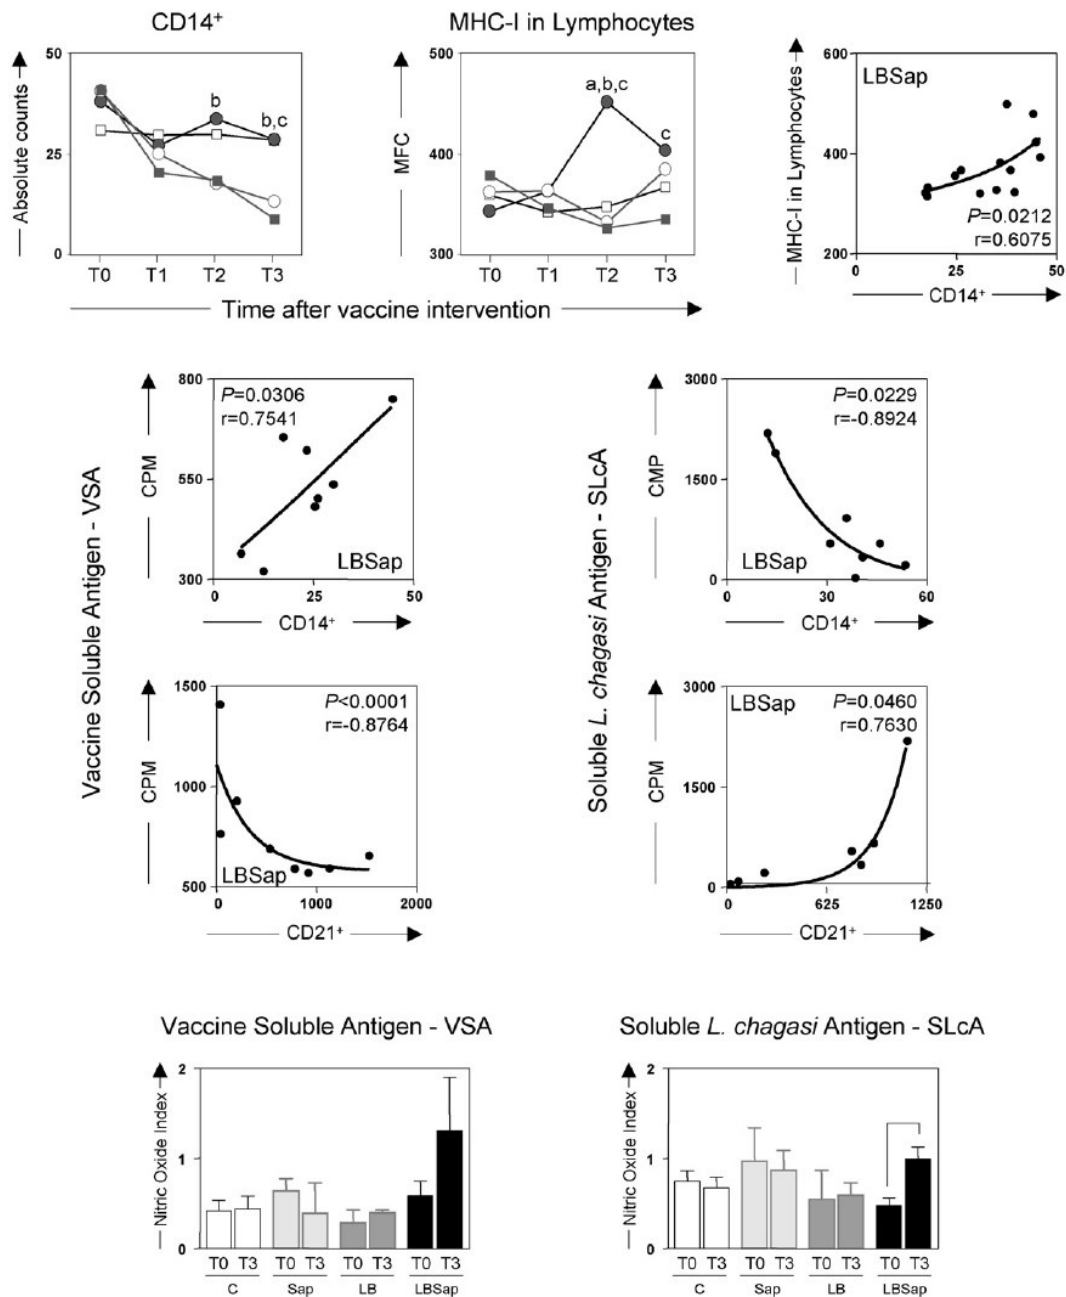 CD14+
MHC-I in Lymphocytes
Absolute counts
50
25
0
b
b,c
T0 T1 T2 T3
MFC
500
400
300
a,b,c
c
T0 T1 T2 T3
Time after vaccine intervention
MHC-I in Lymphocytes
600
400
200
LBSap
P=0.0212
r=0.6075
0 25 50
CD14+
Vaccine Soluble Antigen - VSA
CPM
800
550
300
P=0.0306
r=0.7541
LBSap
0 25 50
CD14+
Soluble L. chagasi Antigen - SLcA
CMP
3000
1500
0
P=0.0229
r=-0.8924
LBSap
0 30 60
CD14+
CPM
1500
1000
500
P<0.0001
r=-0.8764
LBSap
0 1000 2000
CD21+
CPM
3000
1500
0
LBSap
P=0.0460
r=0.7630
0 625 1250
CD21+
Vaccine Soluble Antigen - VSA
Nitric Oxide Index
2
1
0
T0 T3 T0 T3 T0 T3 T0 T3
C Sap LB LBSap
Soluble L. chagasi Antigen - SLcA
Nitric Oxide Index
2
1
0
T0 T3 T0 T3 T0 T3 T0 T3
C Sap LB LBSap